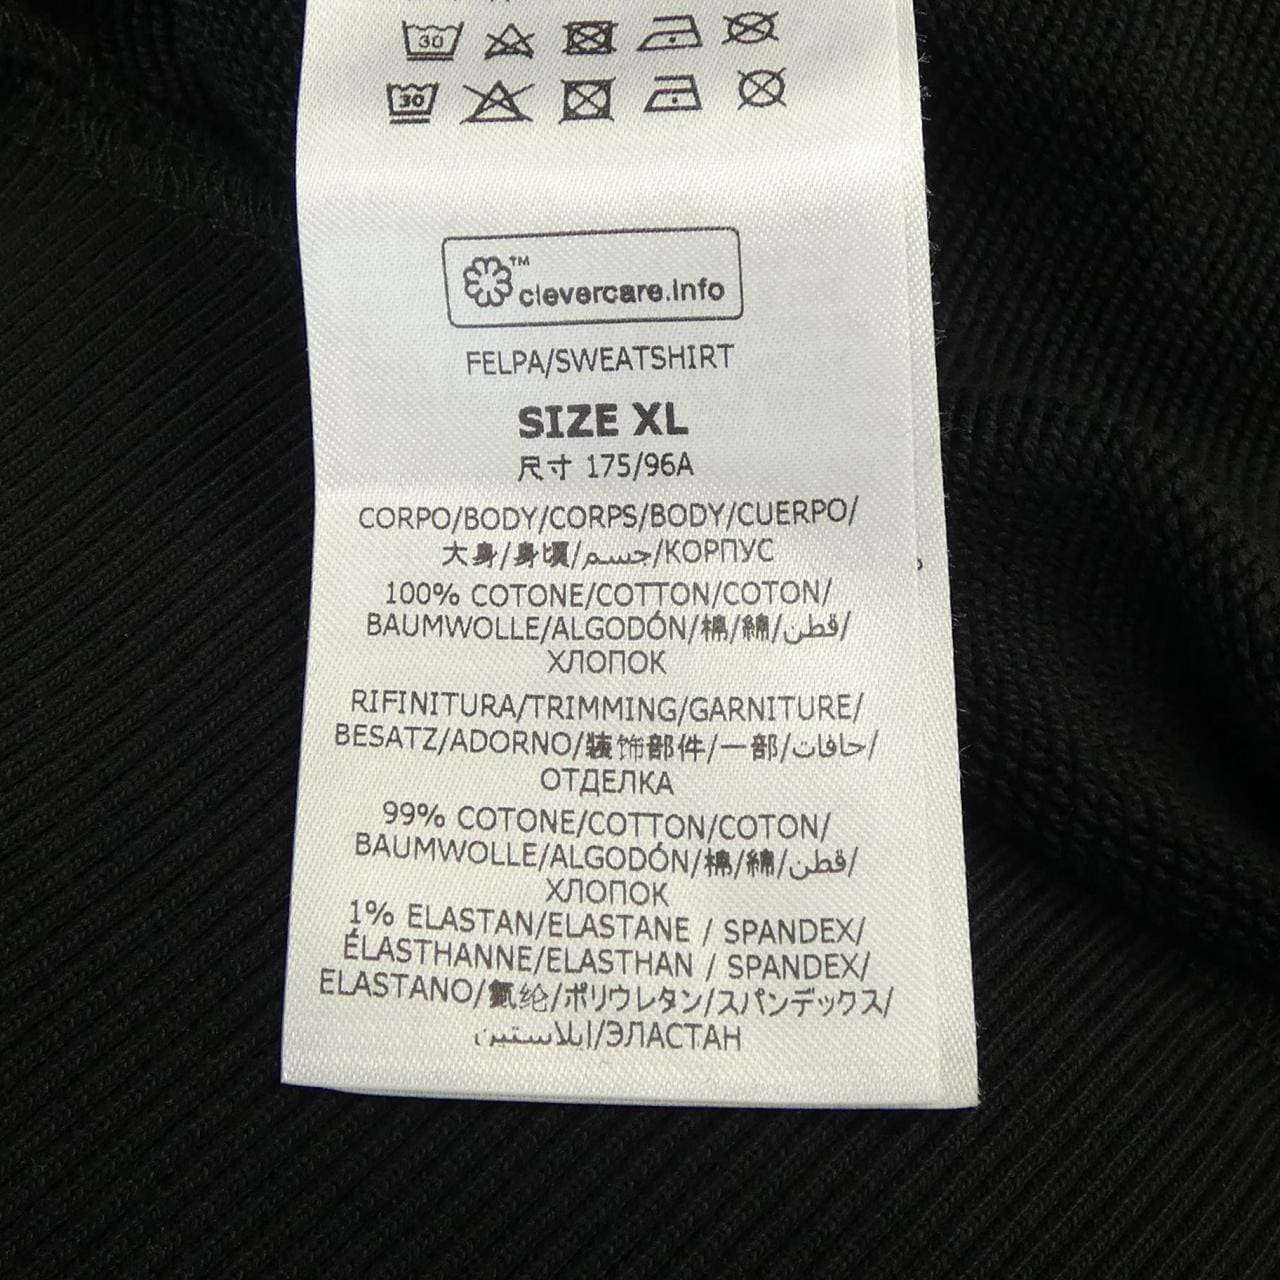 30
30
™
clevercare.info
FELPA/SWEATSHIRT
SIZE XL
尺寸 175/96A
CORPO/BODY/CORPS/BODY/CUERPO/
大身/身頃/جسم/КОРПУС
100% COTONE/COTTON/COTON/
BAUMWOLLE/ALGODÓN/棉/綿/قطن/
ХЛОПОК
RIFINITURA/TRIMMING/GARNITURE/
BESATZ/ADORNO/装饰部件/一部/حافات/
ОТДЕЛКА
99% COTONE/COTTON/COTON/
BAUMWOLLE/ALGODÓN/棉/綿/قطن/
ХЛОПОК
1% ELASTAN/ELASTANE / SPANDEX/
ÉLASTHANNE/ELASTHAN / SPANDEX/
ELASTANO/氨纶/ポリウレタン/スパンデックス/
إيلاستين/ЭЛАСТАН